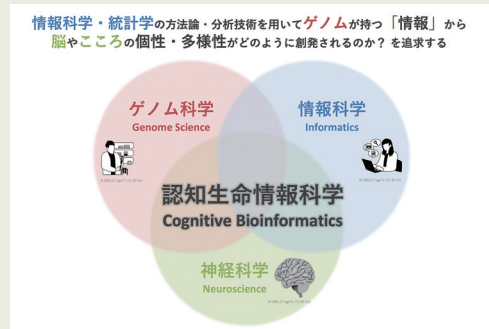 情報科学・統計学の方法論・分析技術を用いてゲノムが持つ「情報」から
脳やこころの個性・多様性がどのように創発されるのか？を追求する
ゲノム科学
Genome Science
情報科学
Informatics
認知生命情報科学
Cognitive Bioinformatics
神経科学
Neuroscience